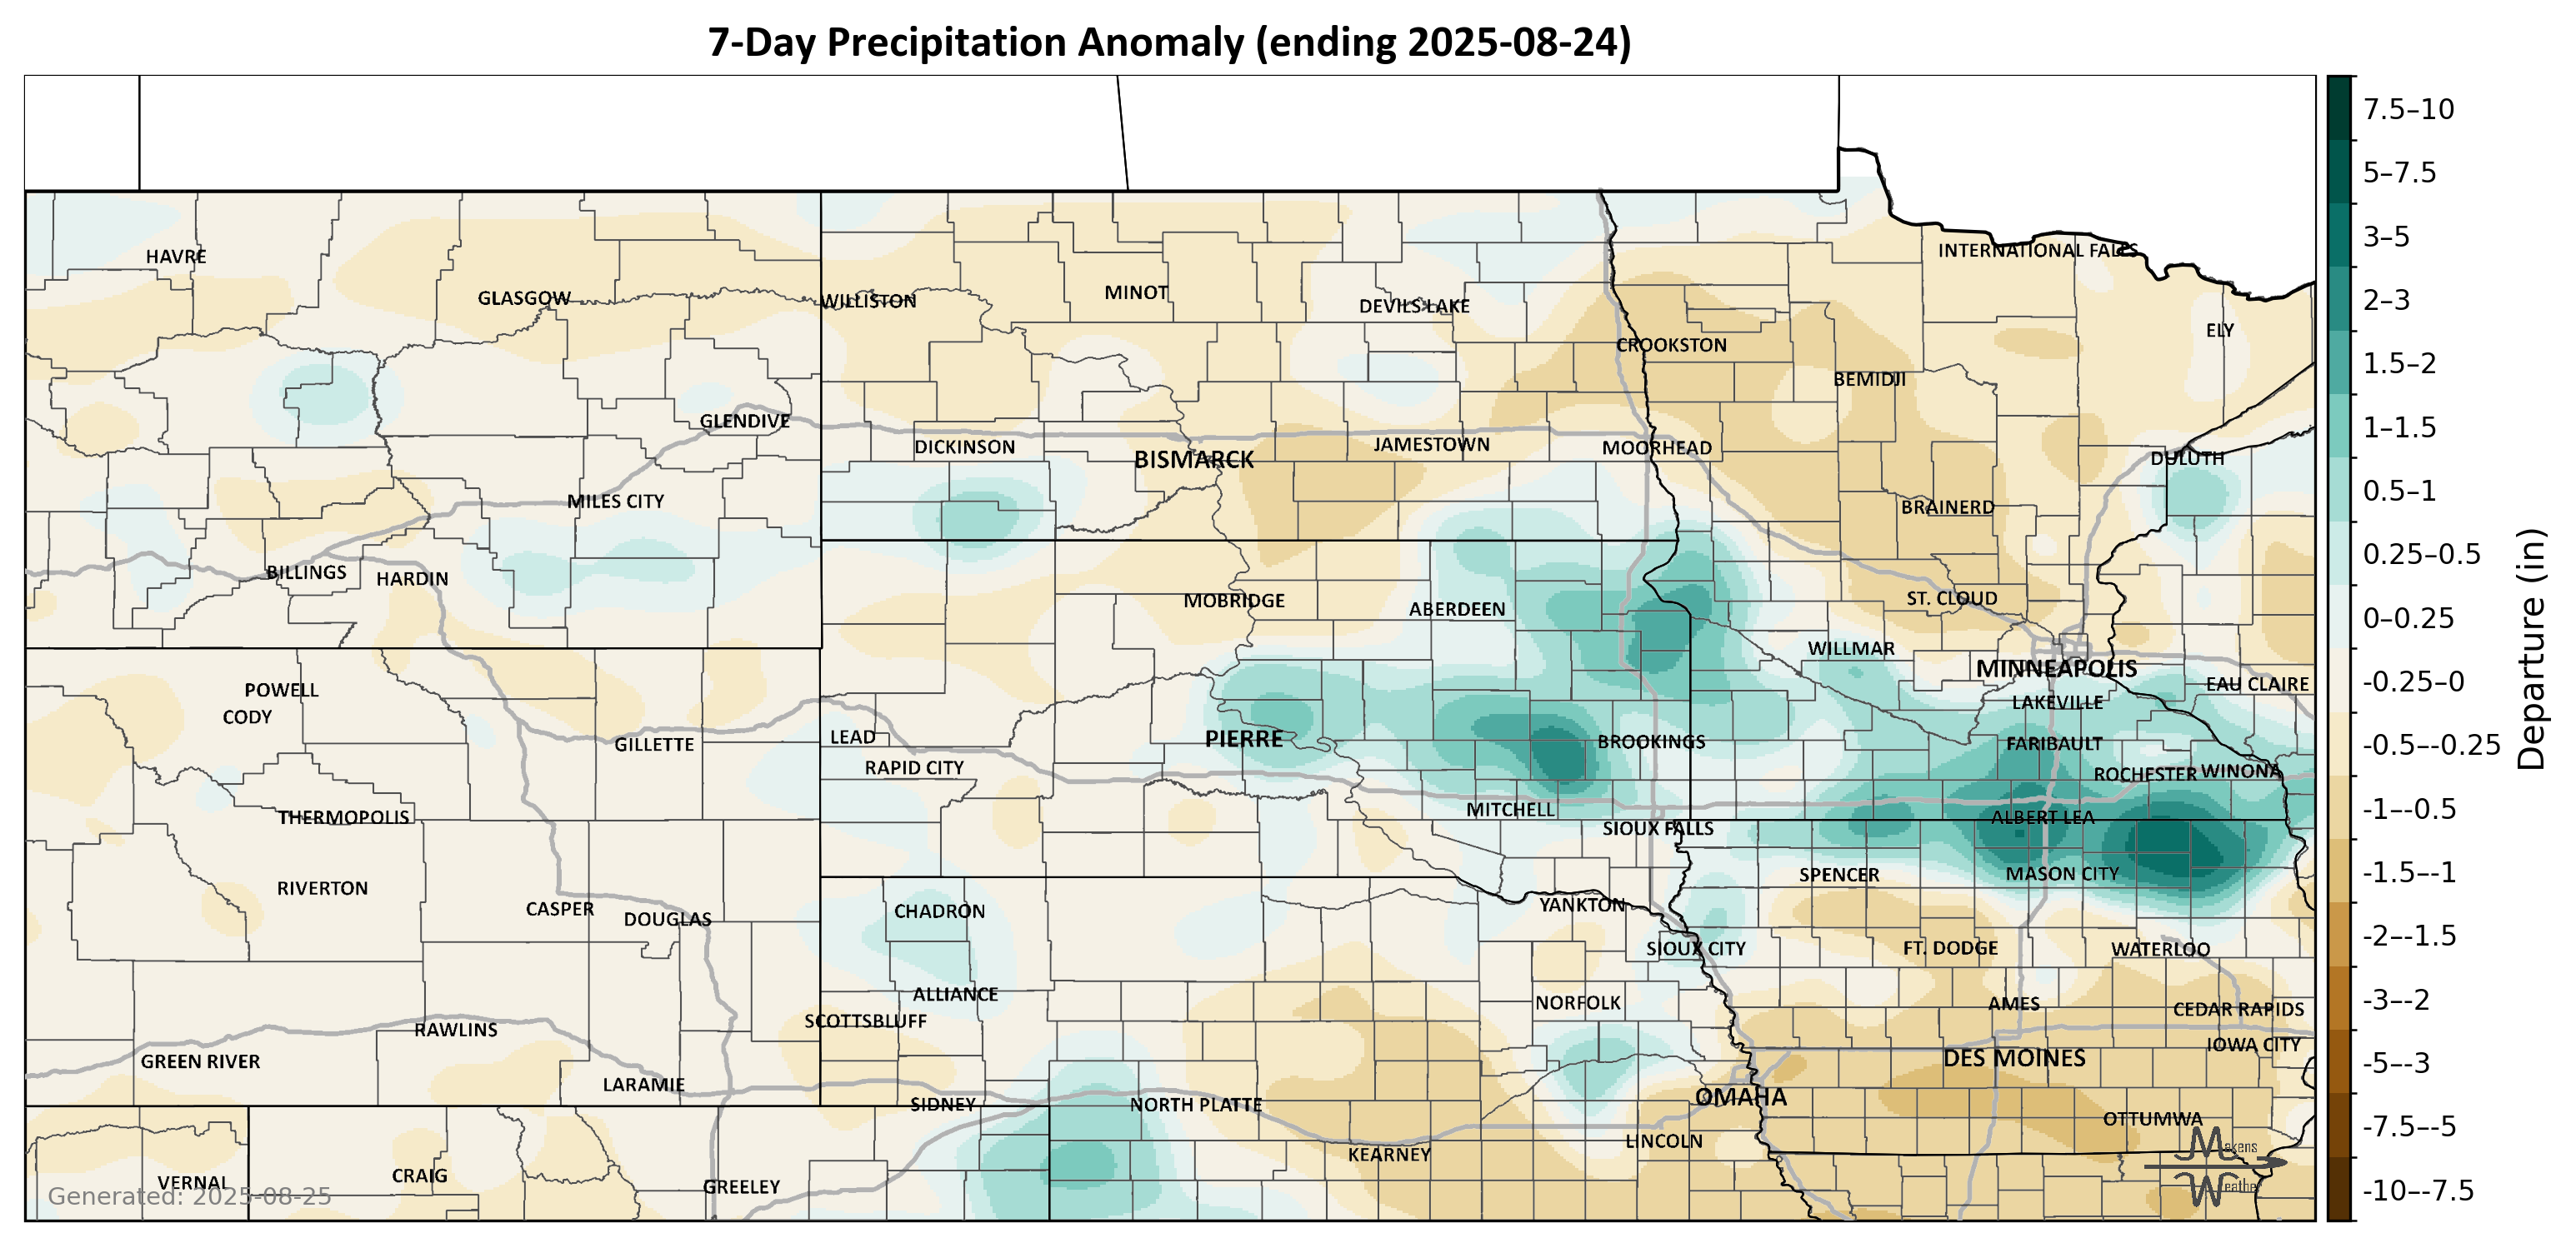 7-Day Precipitation Anomaly (ending 2025-08-24)
7.5–10
5–7.5
3–5
2–3
1.5–2
1–1.5
0.5–1
0.25–0.5
0–0.25
-0.25–0
-0.5–-0.25
-1–-0.5
-1.5–-1
-2–-1.5
-3–-2
-5–-3
-7.5–-5
-10–-7.5
Departure (in)
INTERNATIONAL FALLS
HAVRE
GLASGOW
WILLISTON
MINOT
DEVILS LAKE
ELY
CROOKSTON
BEMIDJI
GLENDIVE
DICKINSON
BISMARCK
JAMESTOWN
MOORHEAD
DULUTH
MILES CITY
BRAINERD
BILLINGS
HARDIN
MOBRIDGE
ABERDEEN
ST. CLOUD
WILLMAR
MINNEAPOLIS
POWELL
EAU CLAIRE
CODY
LAKEVILLE
GILLETTE
LEAD
PIERRE
BROOKINGS
FARIBAULT
RAPID CITY
ROCHESTER
WINONA
THERMOPOLIS
MITCHELL
ALBERT LEA
SIOUX FALLS
RIVERTON
SPENCER
MASON CITY
CASPER
DOUGLAS
CHADRON
YANKTON
SIOUX CITY
FT. DODGE
WATERLOO
ALLIANCE
NORFOLK
AMES
CEDAR RAPIDS
SCOTTSBLUFF
RAWLINS
IOWA CITY
GREEN RIVER
DES MOINES
LARAMIE
OMAHA
SIDNEY
NORTH PLATTE
OTTUMWA
LINCOLN
KEARNEY
VERNAL
CRAIG
GREELEY
Generated: 2025-08-25
Makens
Weather